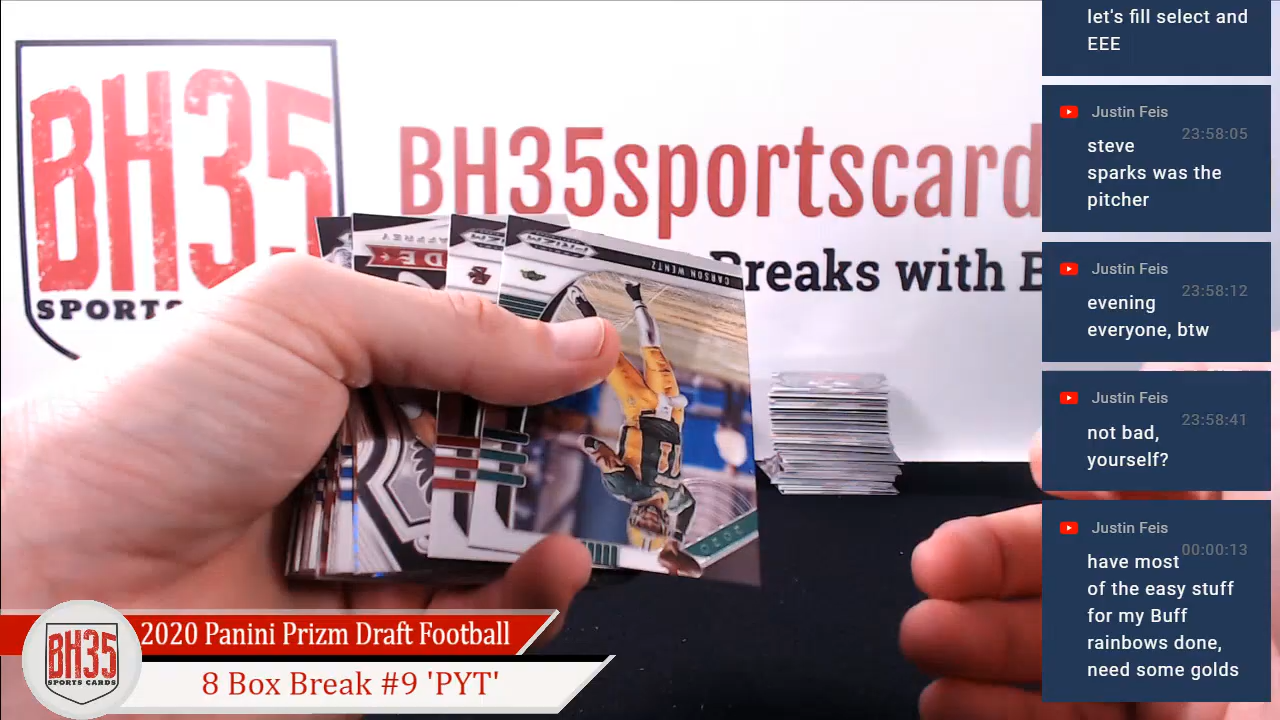 BH35
SPORTS
BH35sportscard
Breaks with B
PRIZM
CARSON WENTZ
2020
11
2020 Panini Prizm Draft Football
8 Box Break #9 'PYT'
BH35
SPORTS CARDS
let's fill select and
EEE
Justin Feis
23:58:05
steve
sparks was the
pitcher
Justin Feis
23:58:12
evening
everyone, btw
Justin Feis
23:58:41
not bad,
yourself?
Justin Feis
00:00:13
have most
of the easy stuff
for my Buff
rainbows done,
need some golds